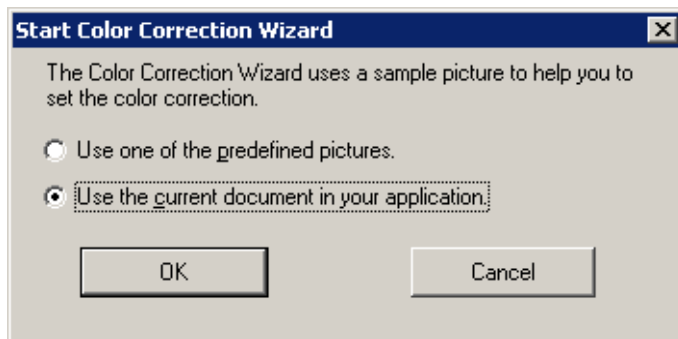 Start Color Correction Wizard
The Color Correction Wizard uses a sample picture to help you to
set the color correction.
Use one of the predefined pictures.
Use the current document in your application.
OK
Cancel